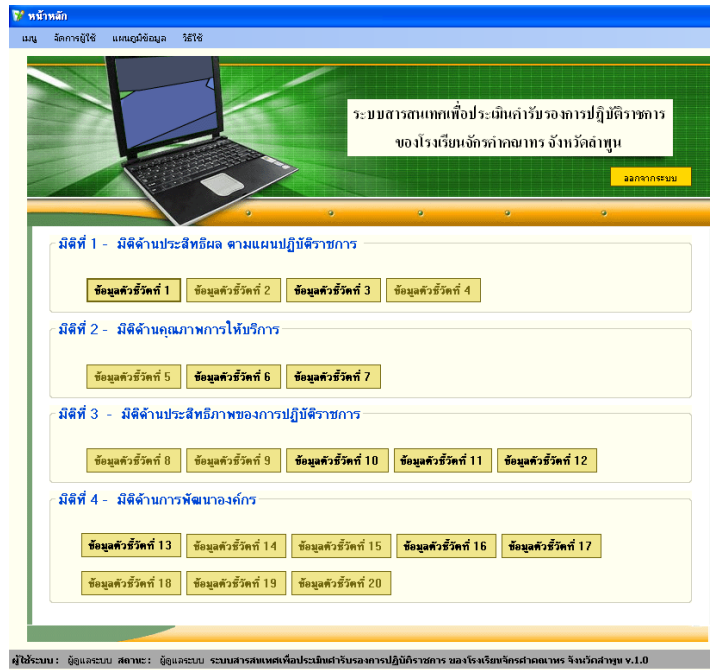 หน้าหลัก
เมนู จัดการผู้ใช้ แผนภูมิข้อมูล วิธีใช้
ระบบสารสนเทศเพื่อประเมินคำรับรองการปฏิบัติราชการ
ของโรงเรียนจักรคำคณาทร จังหวัดลำพูน
ออกจากระบบ
มิติที่ 1 - มิติด้านประสิทธิผล ตามแผนปฏิบัติราชการ
ข้อมูลตัวชี้วัดที่ 1 ข้อมูลตัวชี้วัดที่ 2 ข้อมูลตัวชี้วัดที่ 3 ข้อมูลตัวชี้วัดที่ 4
มิติที่ 2 - มิติด้านคุณภาพการให้บริการ
ข้อมูลตัวชี้วัดที่ 5 ข้อมูลตัวชี้วัดที่ 6 ข้อมูลตัวชี้วัดที่ 7
มิติที่ 3 - มิติด้านประสิทธิภาพของการปฏิบัติราชการ
ข้อมูลตัวชี้วัดที่ 8 ข้อมูลตัวชี้วัดที่ 9 ข้อมูลตัวชี้วัดที่ 10 ข้อมูลตัวชี้วัดที่ 11 ข้อมูลตัวชี้วัดที่ 12
มิติที่ 4 - มิติด้านการพัฒนาองค์กร
ข้อมูลตัวชี้วัดที่ 13 ข้อมูลตัวชี้วัดที่ 14 ข้อมูลตัวชี้วัดที่ 15 ข้อมูลตัวชี้วัดที่ 16 ข้อมูลตัวชี้วัดที่ 17
ข้อมูลตัวชี้วัดที่ 18 ข้อมูลตัวชี้วัดที่ 19 ข้อมูลตัวชี้วัดที่ 20
ผู้ใช้ระบบ : ผู้ดูแลระบบ สถานะ : ผู้ดูแลระบบ ระบบสารสนเทศเพื่อประเมินคำรับรองการปฏิบัติราชการ ของโรงเรียนจักรคำคณาทร จังหวัดลำพูน v.1.0